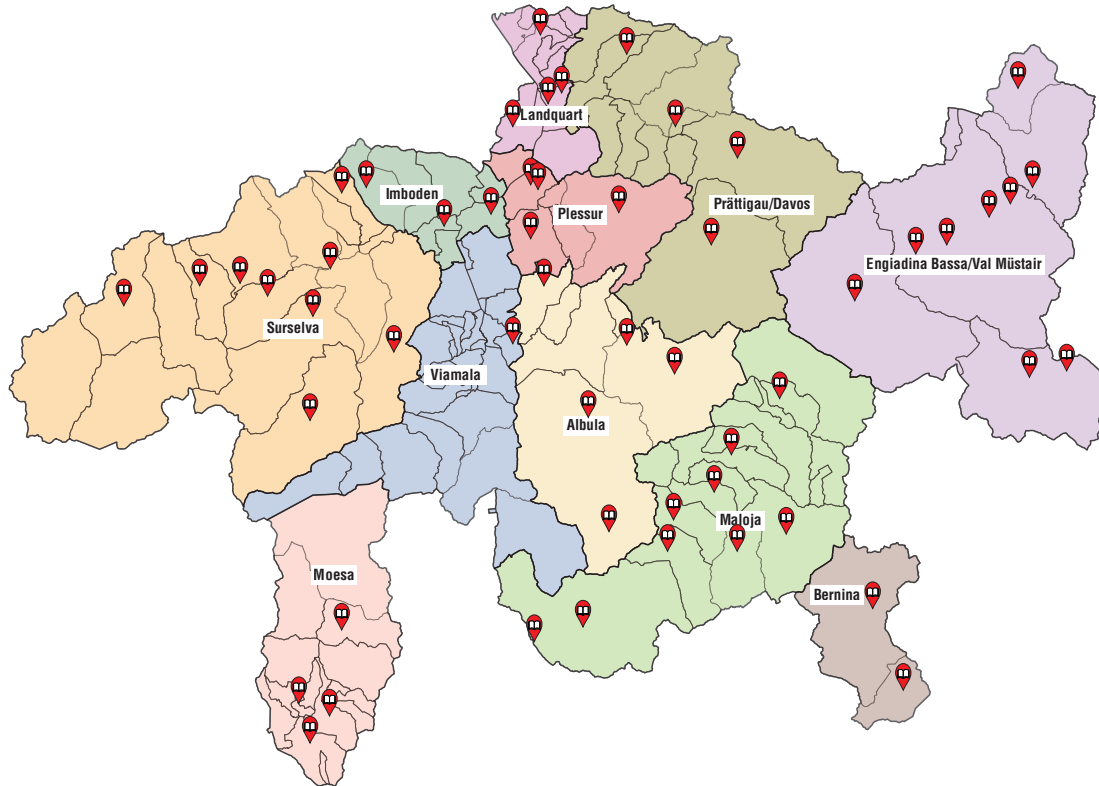 Landquart
Imboden
Prättigau/Davos
Plessur
Engiadina Bassa/Val Müstair
Surselva
Viamala
Albula
Maloja
Moesa
Bernina